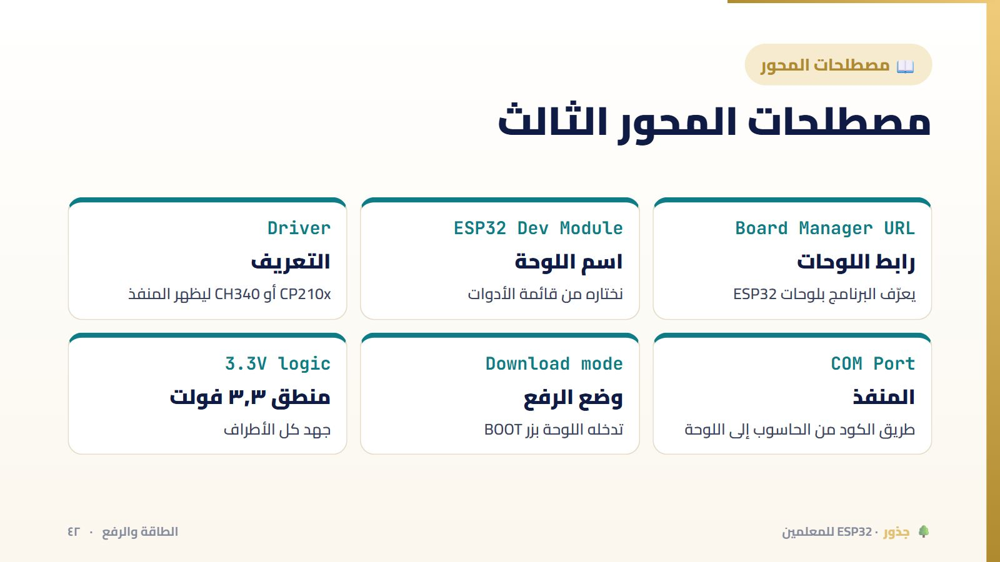 مصطلحات المحور
مصطلحات المحور الثالث
Board Manager URL
رابط اللوحات
يعرّف البرنامج بلوحات ESP32
ESP32 Dev Module
اسم اللوحة
نختاره من قائمة الأدوات
Driver
التعريف
CP210x أو CH340 ليظهر المنفذ
COM Port
المنفذ
طريق الكود من الحاسوب إلى اللوحة
Download mode
وضع الرفع
تدخله اللوحة بزر BOOT
3.3V logic
منطق ٣,٣ فولت
جهد كل الأطراف
جذور · ESP32 للمعلمين
الطاقة والرفع · ٤٢